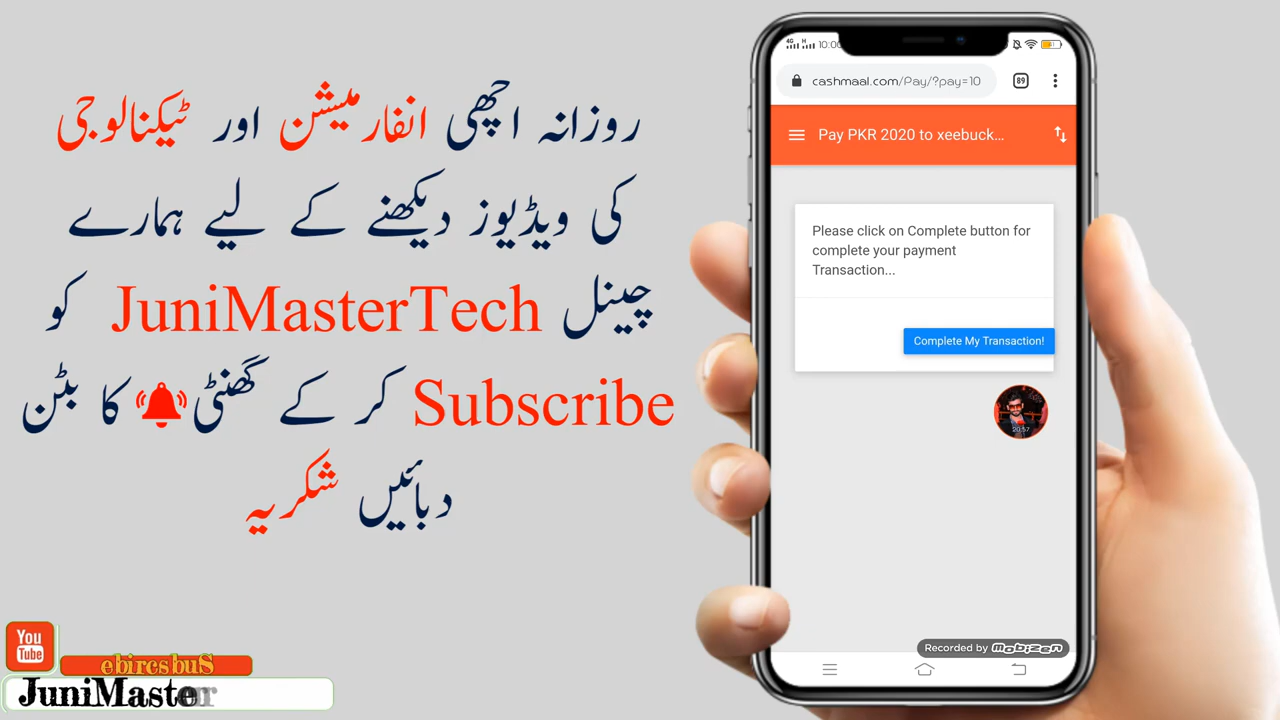 روزانہ اچھی انفارمیشن اور ٹیکنالوجی
کی ویڈیوز دیکھنے کے لیے ہمارے
چینل JuniMasterTech کو
Subscribe کر کے گھنٹی کا بٹن
دبائیں شکریہ
You
Tube
ebircsbuS
JuniMaster
4G H 10:06
cashmaal.com/Pay/?pay=10
89
Pay PKR 2020 to xeebuck...
Please click on Complete button for
complete your payment
Transaction...
Complete My Transaction!
20:57
Recorded by mobizen